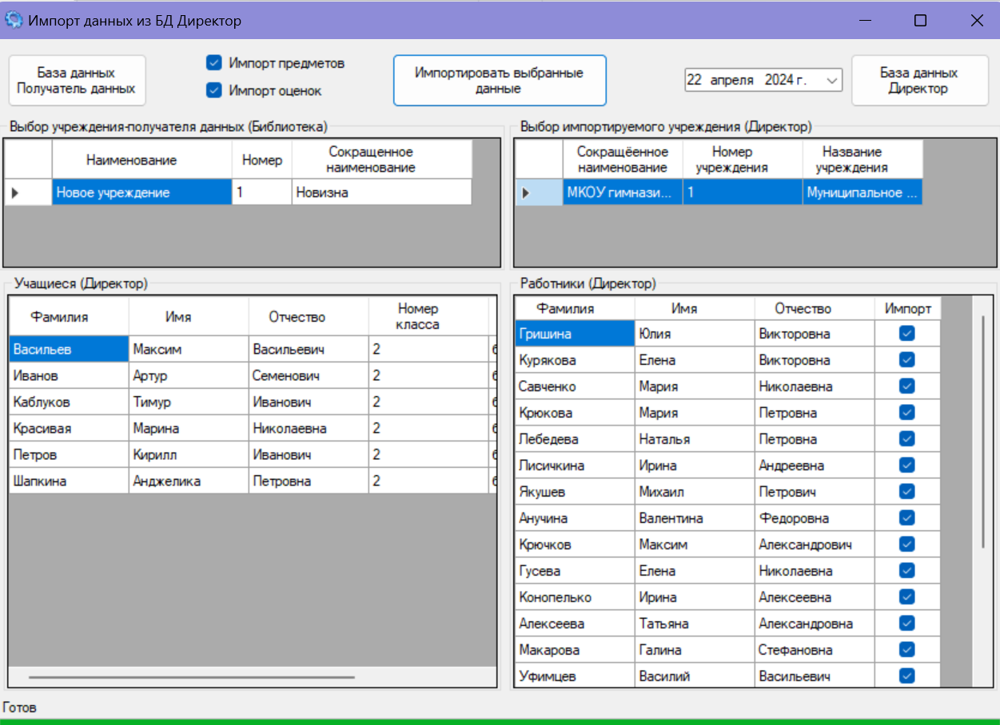 Импорт данных из БД Директор
База данных
Получатель данных
Импорт предметов
Импорт оценок
Импортировать выбранные
данные
22 апреля 2024 г.
База данных
Директор
Выбор учреждения-получателя данных (Библиотека)
Наименование Номер Сокращенное
наименование
Новое учреждение 1 Новизна
Выбор импортируемого учреждения (Директор)
Сокращённое
наименование
Номер
учреждения
Название
учреждения
МКОУ гимнази... 1 Муниципальное ...
Учащиеся (Директор)
Фамилия Имя Отчество Номер
класса
Васильев Максим Васильевич 2
Иванов Артур Семенович 2
Каблуков Тимур Иванович 2
Красивая Марина Николаевна 2
Петров Кирилл Иванович 2
Шапкина Анджелика Петровна 2
Работники (Директор)
Фамилия Имя Отчество Импорт
Гришина Юлия Викторовна
Курякова Елена Викторовна
Савченко Мария Николаевна
Крюкова Мария Петровна
Лебедева Наталья Петровна
Лисичкина Ирина Андреевна
Якушев Михаил Петрович
Анучина Валентина Федоровна
Крючков Максим Александрович
Гусева Елена Николаевна
Конопелько Ирина Алексеевна
Алексеева Татьяна Александровна
Макарова Галина Стефановна
Уфимцев Василий Васильевич
Готов